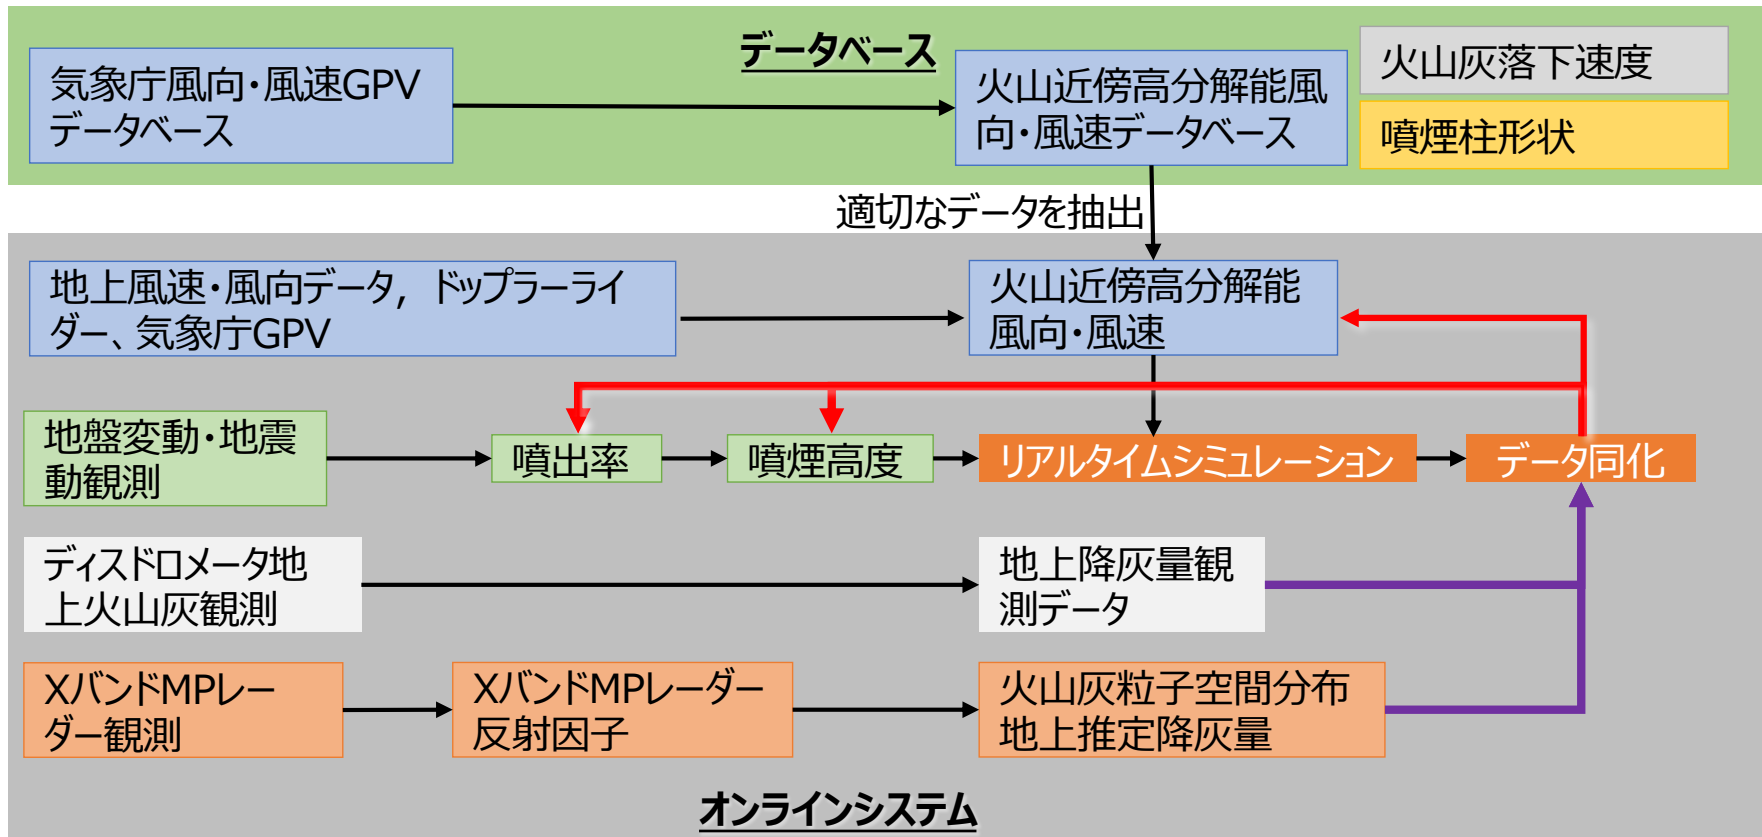 データベース
気象庁風向・風速GPV
データベース
火山近傍高分解能風
向・風速データベース
火山灰落下速度
噴煙柱形状
適切なデータを抽出
地上風速・風向データ, ドップラーライ
ダー、気象庁GPV
火山近傍高分解能
風向・風速
地盤変動・地震
動観測
噴出率
噴煙高度
リアルタイムシミュレーション
データ同化
ディスドロメータ地
上火山灰観測
地上降灰量観
測データ
XバンドMPレー
ダー観測
XバンドMPレーダー
反射因子
火山灰粒子空間分布
地上推定降灰量
オンラインシステム